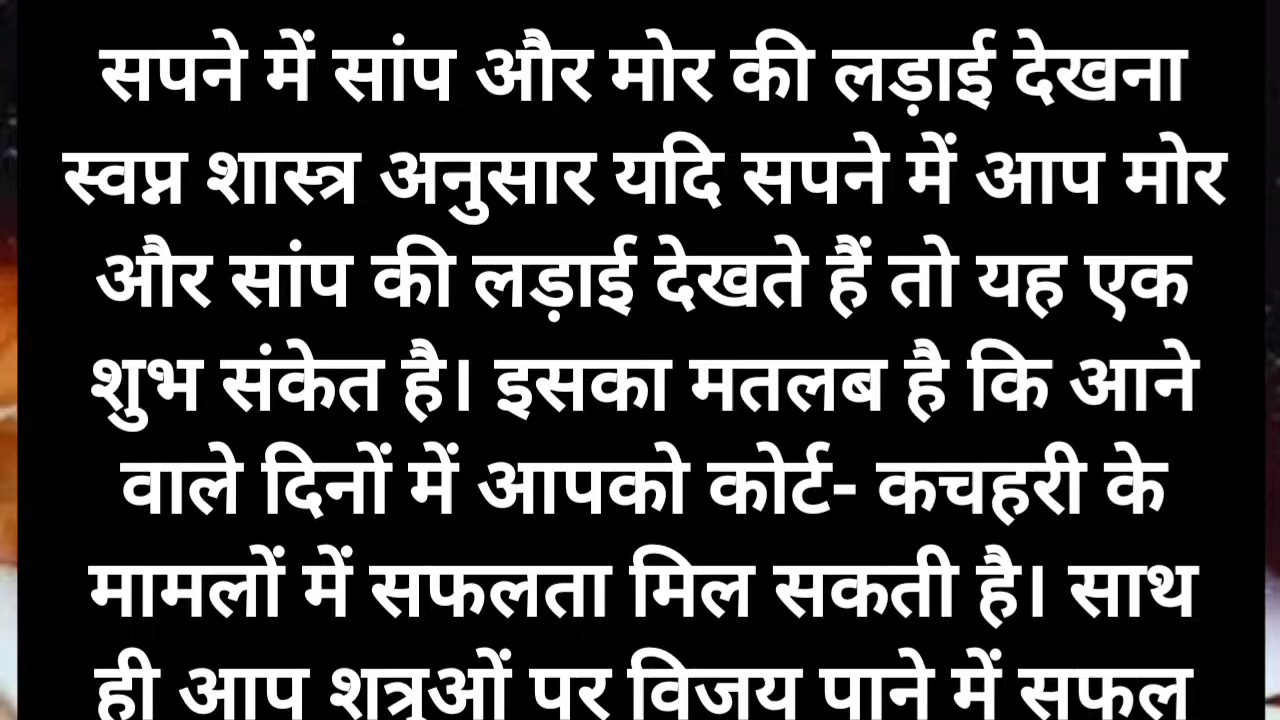 सपने में सांप और मोर की लड़ाई देखना
स्वप्न शास्त्र अनुसार यदि सपने में आप मोर
और सांप की लड़ाई देखते हैं तो यह एक
शुभ संकेत है। इसका मतलब है कि आने
वाले दिनों में आपको कोर्ट- कचहरी के
मामलों में सफलता मिल सकती है। साथ
ही आप शत्रुओं पर विजय पाने में सफल